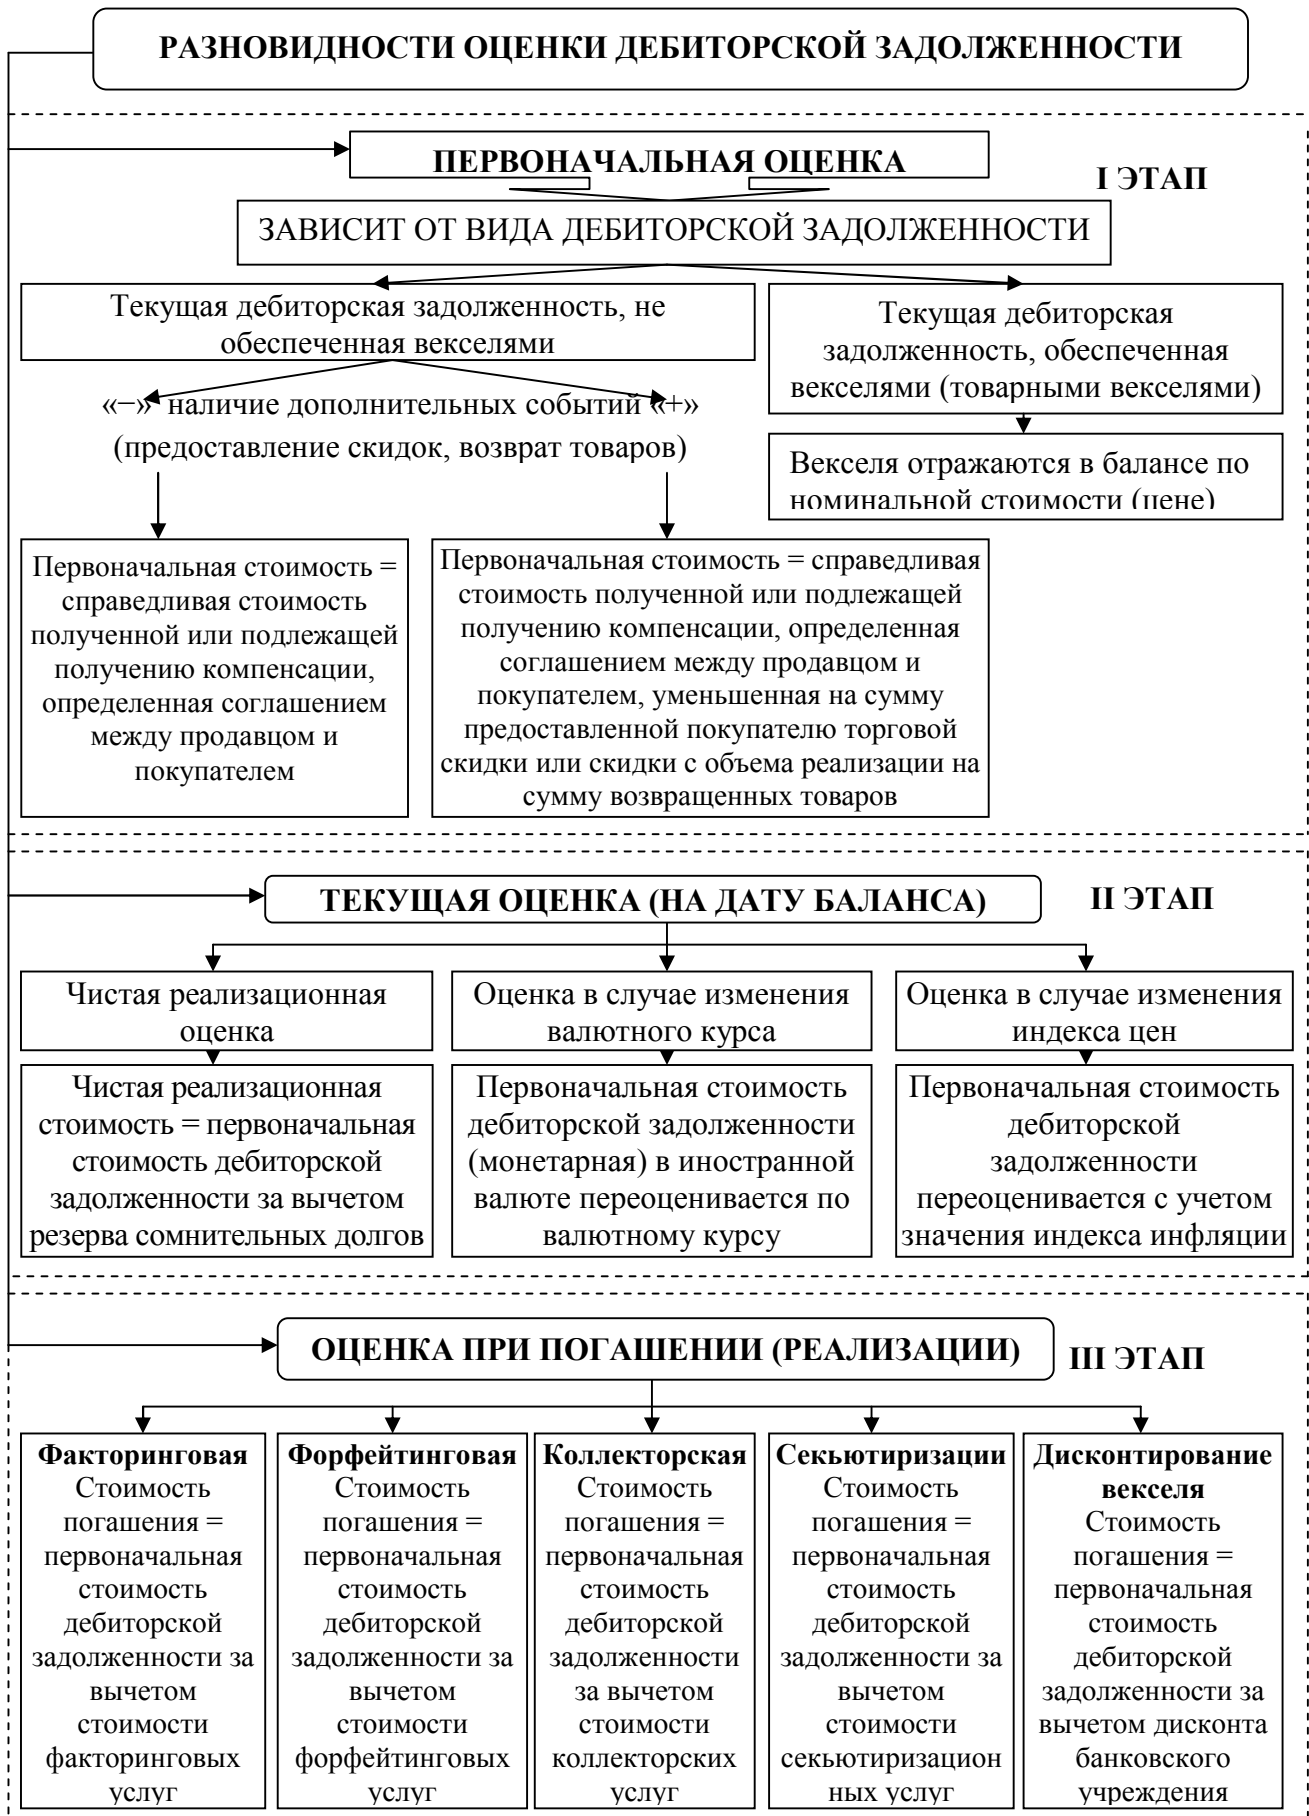 РАЗНОВИДНОСТИ ОЦЕНКИ ДЕБИТОРСКОЙ ЗАДОЛЖЕННОСТИ
ПЕРВОНАЧАЛЬНАЯ ОЦЕНКА
I ЭТАП
ЗАВИСИТ ОТ ВИДА ДЕБИТОРСКОЙ ЗАДОЛЖЕННОСТИ
Текущая дебиторская задолженность, не
обеспеченная векселями
Текущая дебиторская
задолженность, обеспеченная
векселями (товарными векселями)
«−» наличие дополнительных событий «+»
(предоставление скидок, возврат товаров)
Векселя отражаются в балансе по
номинальной стоимости (цене)
Первоначальная стоимость =
справедливая стоимость
полученной или подлежащей
получению компенсации,
определенная соглашением
между продавцом и
покупателем
Первоначальная стоимость = справедливая
стоимость полученной или подлежащей
получению компенсации, определенная
соглашением между продавцом и
покупателем, уменьшенная на сумму
предоставленной покупателю торговой
скидки или скидки с объема реализации на
сумму возвращенных товаров
ТЕКУЩАЯ ОЦЕНКА (НА ДАТУ БАЛАНСА)
II ЭТАП
Чистая реализационная
оценка
Оценка в случае изменения
валютного курса
Оценка в случае изменения
индекса цен
Чистая реализационная
стоимость = первоначальная
стоимость дебиторской
задолженности за вычетом
резерва сомнительных долгов
Первоначальная стоимость
дебиторской задолженности
(монетарная) в иностранной
валюте переоценивается по
валютному курсу
Первоначальная стоимость
дебиторской
задолженности
переоценивается с учетом
значения индекса инфляции
ОЦЕНКА ПРИ ПОГАШЕНИИ (РЕАЛИЗАЦИИ)
III ЭТАП
Факторинговая
Стоимость
погашения =
первоначальная
стоимость
дебиторской
задолженности за
вычетом
стоимости
факторинговых
услуг
Форфейтинговая
Стоимость
погашения =
первоначальная
стоимость
дебиторской
задолженности за
вычетом
стоимости
форфейтинговых
услуг
Коллекторская
Стоимость
погашения =
первоначальная
стоимость
дебиторской
задолженности
за вычетом
стоимости
коллекторских
услуг
Секьютиризации
Стоимость
погашения =
первоначальная
стоимость
дебиторской
задолженности за
вычетом
стоимости
секьютиризацион
ных услуг
Дисконтирование
векселя
Стоимость
погашения =
первоначальная
стоимость
дебиторской
задолженности за
вычетом дисконта
банковского
учреждения